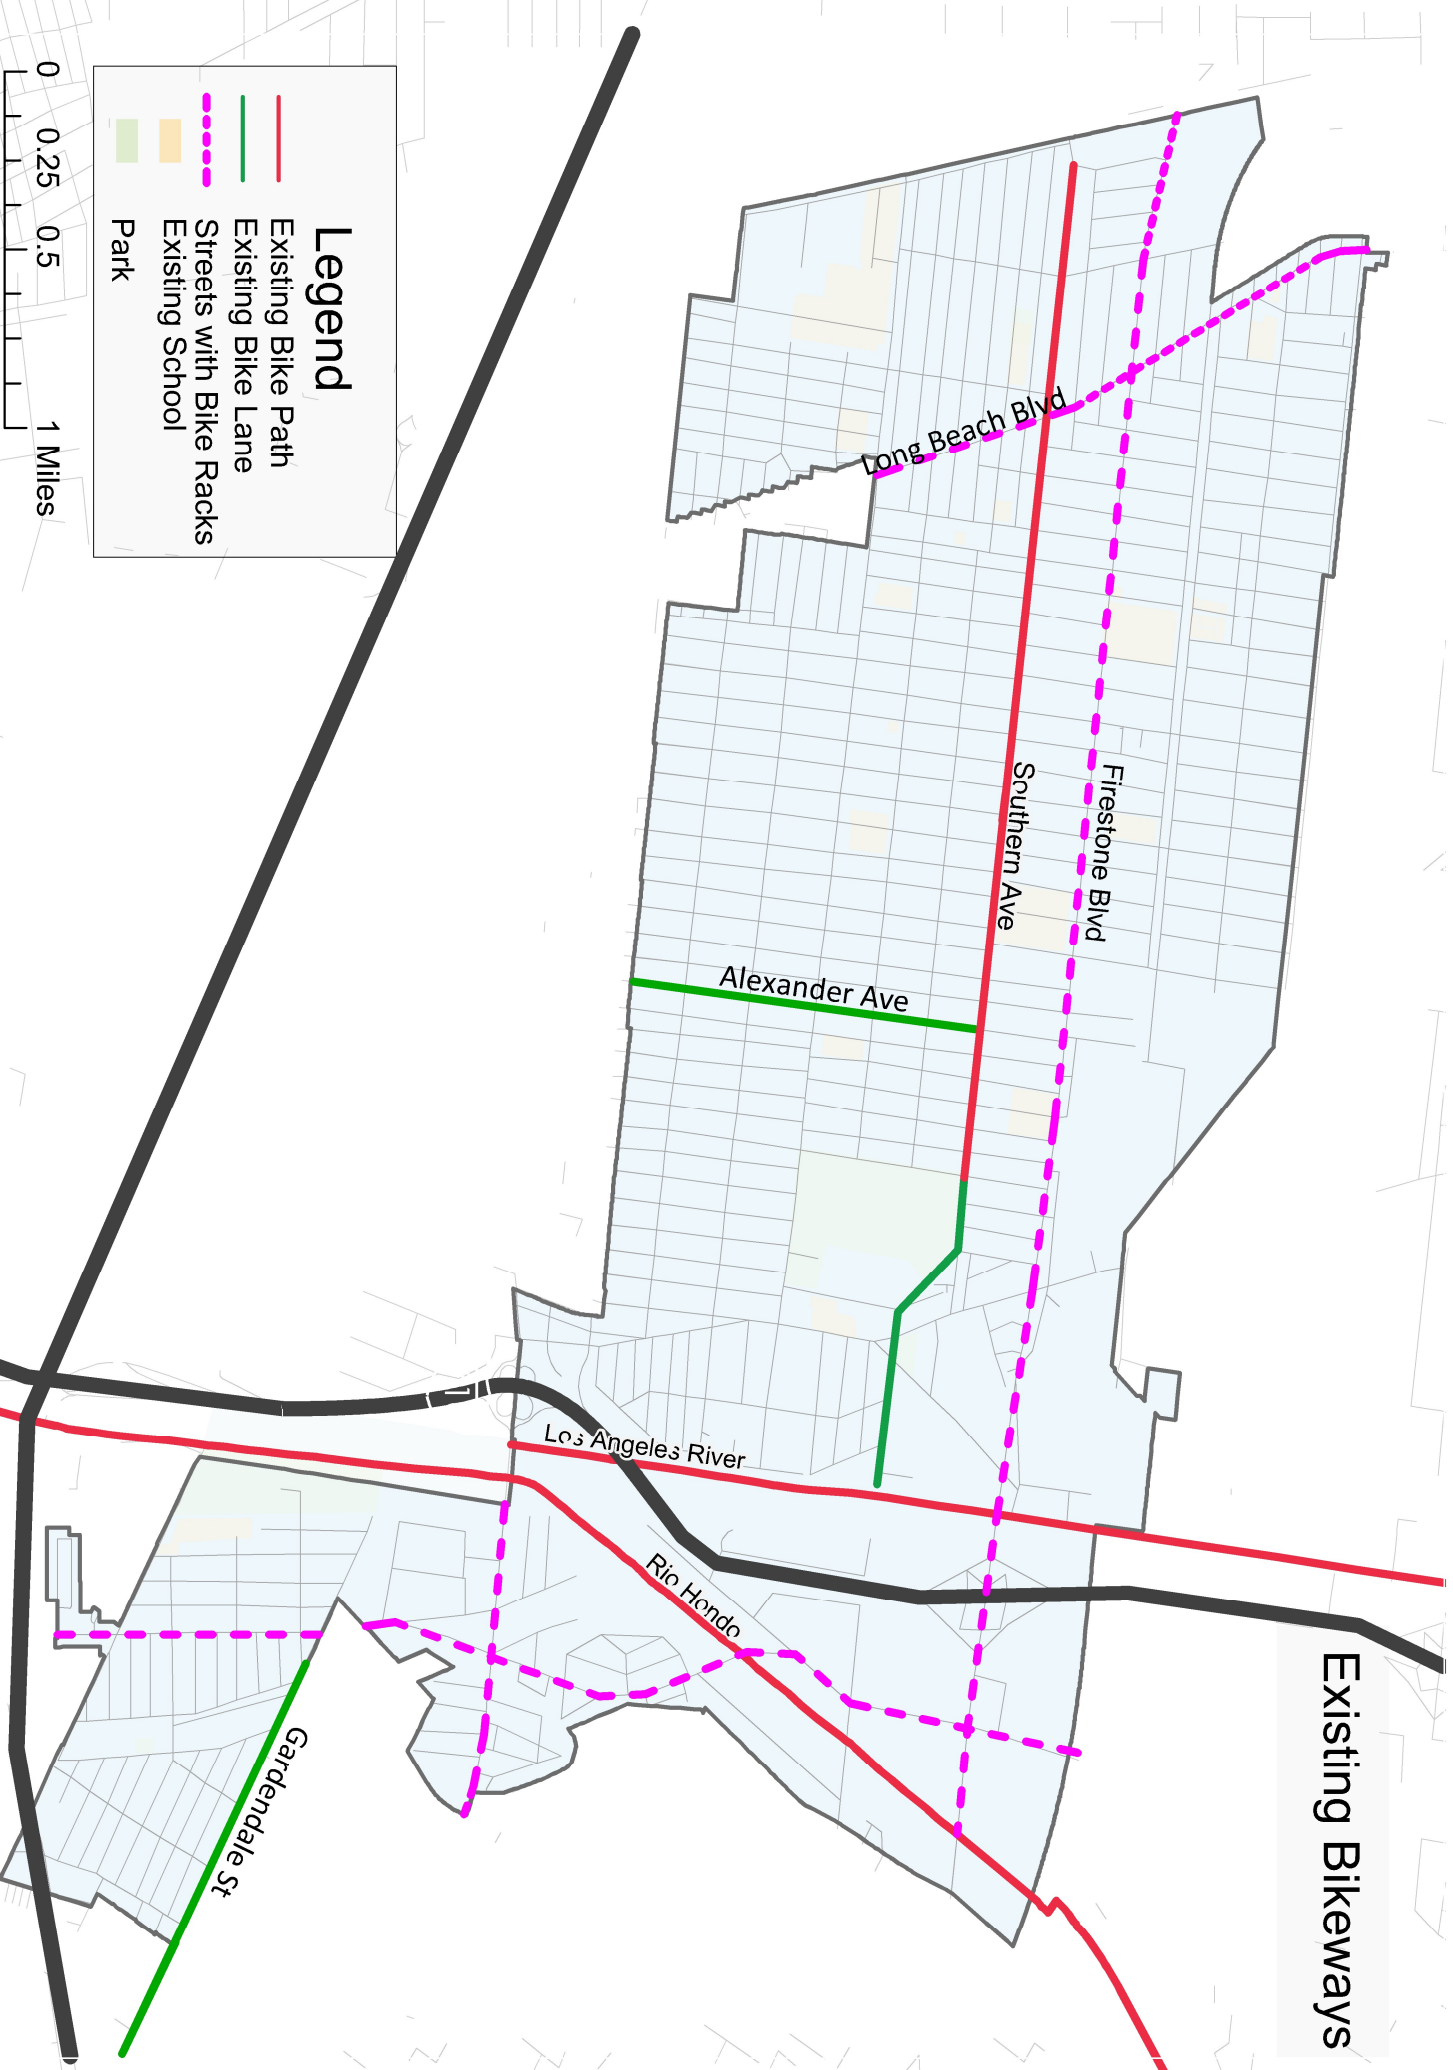 Existing Bikeways
Long Beach Blvd
Firestone Blvd
Southern Ave
Alexander Ave
Los Angeles River
Rio Hondo
Gardendale St
Legend
Existing Bike Path
Existing Bike Lane
Streets with Bike Racks
Existing School
Park
0 0.25 0.5 1 Miles